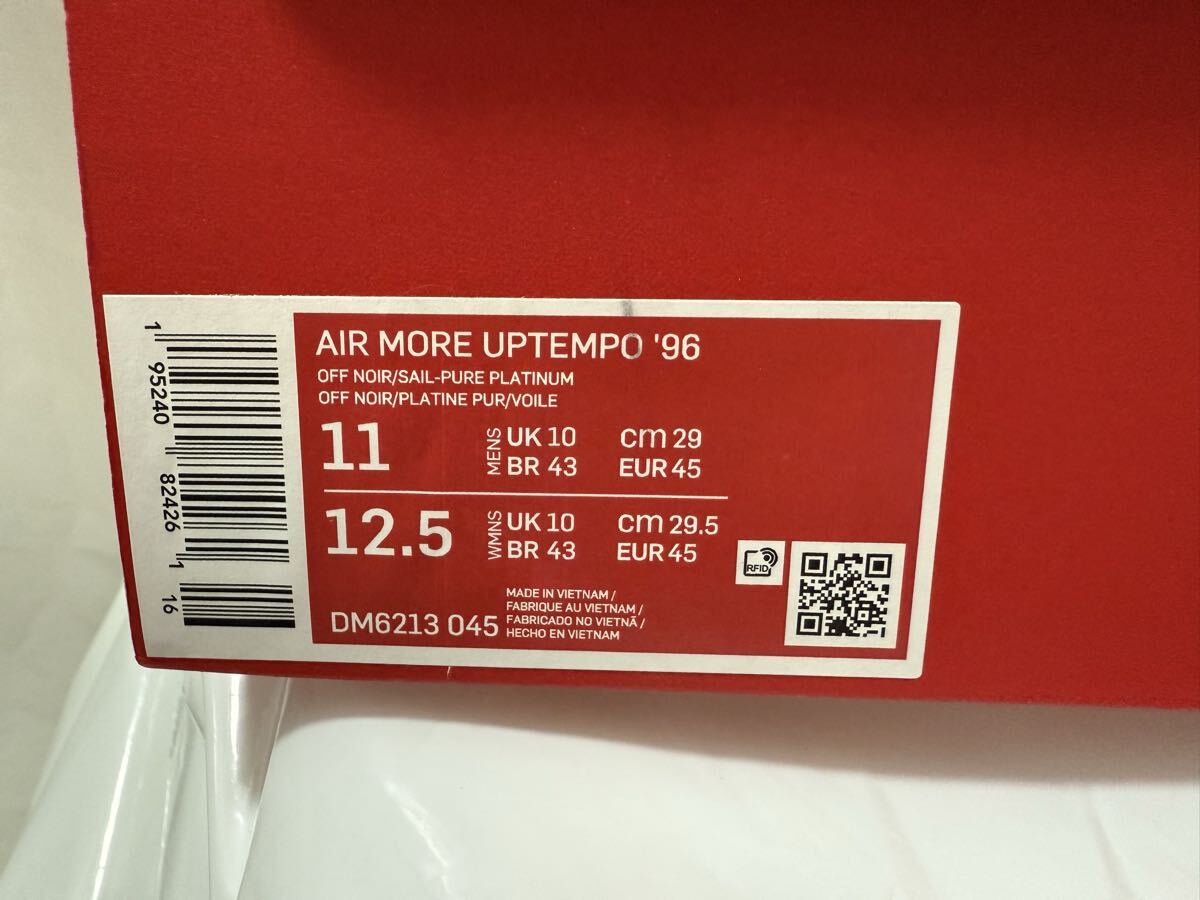 AIR MORE UPTEMPO '96
OFF NOIR/SAIL-PURE PLATINUM
OFF NOIR/PLATINE PUR/VOILE
11
MENS
UK 10
cm 29
BR 43
EUR 45
12.5
WMNS
UK 10
cm 29.5
BR 43
EUR 45
RFID
DM6213 045
MADE IN VIETNAM /
FABRIQUE AU VIETNAM /
FABRICADO NO VIETNÃ /
HECHO EN VIETNAM
1 95240 82426 1 16